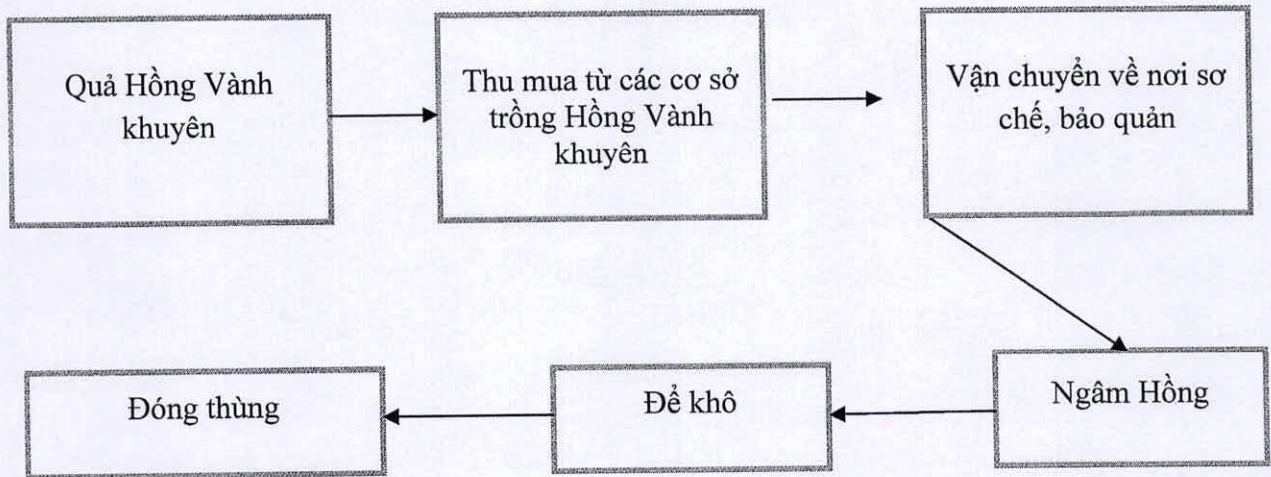 Quả Hồng Vành
khuyên
Thu mua từ các cơ sở
trồng Hồng Vành
khuyên
Vận chuyển về nơi sơ
chế, bảo quản
Ngâm Hồng
Để khô
Đóng thùng